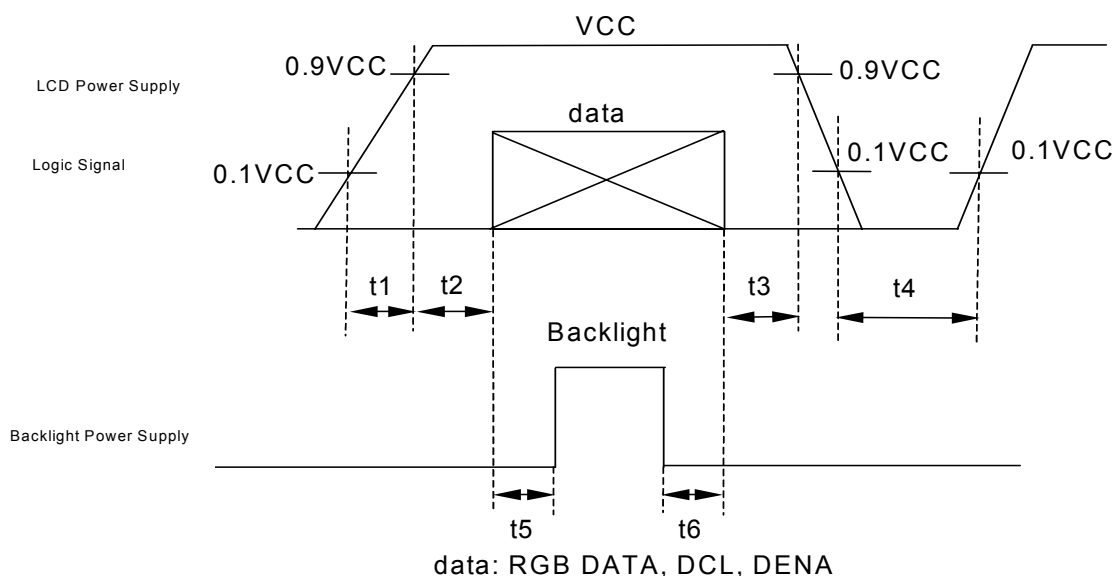 VCC
0.9VCC
0.9VCC
LCD Power Supply
data
Logic Signal
0.1VCC
0.1VCC
0.1VCC
t1
t2
t3
t4
Backlight
Backlight Power Supply
t5
t6
data: RGB DATA, DCL, DENA